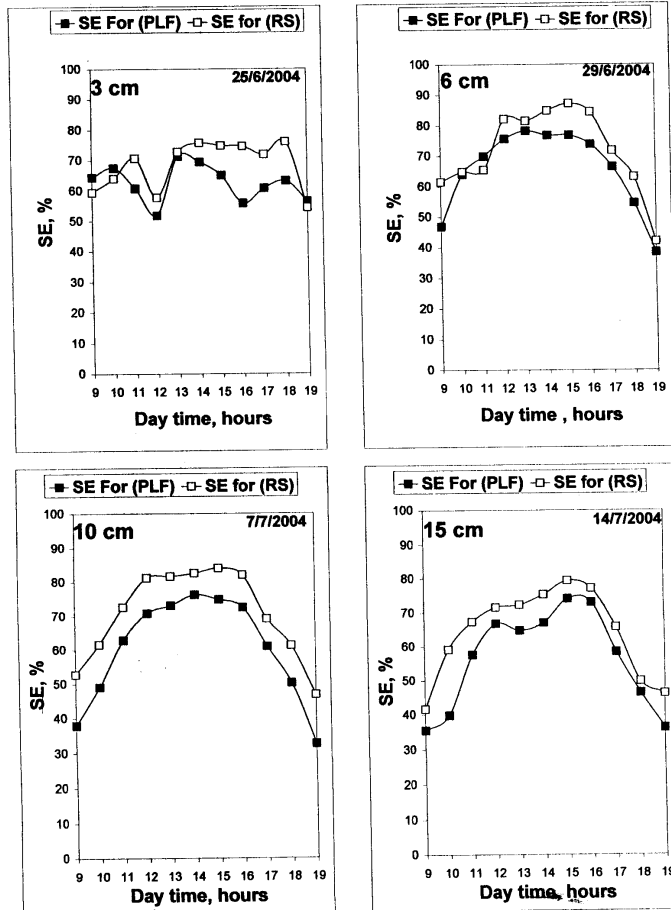 SE For (PLF) SE for (RS)
3 cm 25/6/2004
100
90
80
70
60
50
40
30
20
10
0
SE, %
9 10 11 12 13 14 15 16 17 18 19
Day time, hours
SE For (PLF) SE for (RS)
6 cm 29/6/2004
100
90
80
70
60
50
40
30
20
10
0
SE, %
9 10 11 12 13 14 15 16 17 18 19
Day time , hours
SE For (PLF) SE for (RS)
10 cm 7/7/2004
100
90
80
70
60
50
40
30
20
10
0
SE, %
9 10 11 12 13 14 15 16 17 18 19
Day time, hours
SE For (PLF) SE for (RS)
15 cm 14/7/2004
100
90
80
70
60
50
40
30
20
10
0
SE, %
9 10 11 12 13 14 15 16 17 18 19
Day time, hours